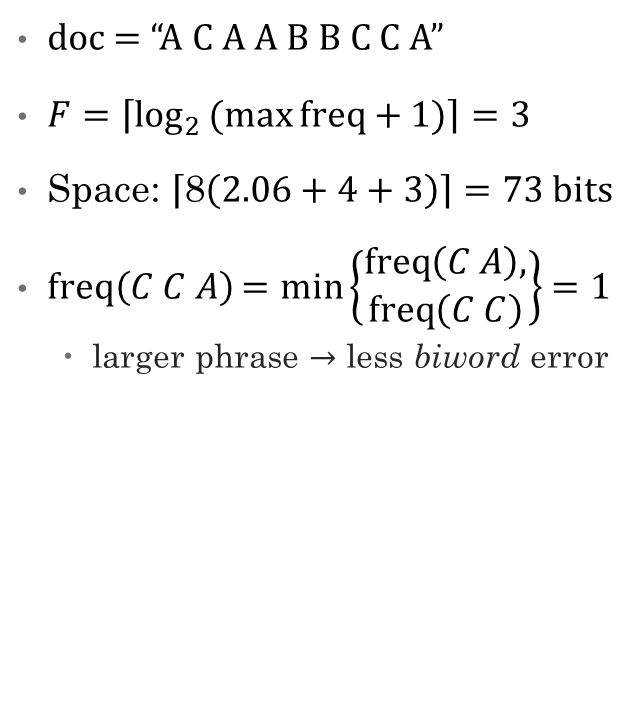 • doc = “A C A A B B C C A”
• F = ⌈log₂ (max freq + 1)⌉ = 3
• Space: ⌈8(2.06 + 4 + 3)⌉ = 73 bits
• freq(C C A) = min {freq(C A), freq(C C)} = 1
• larger phrase → less biword error